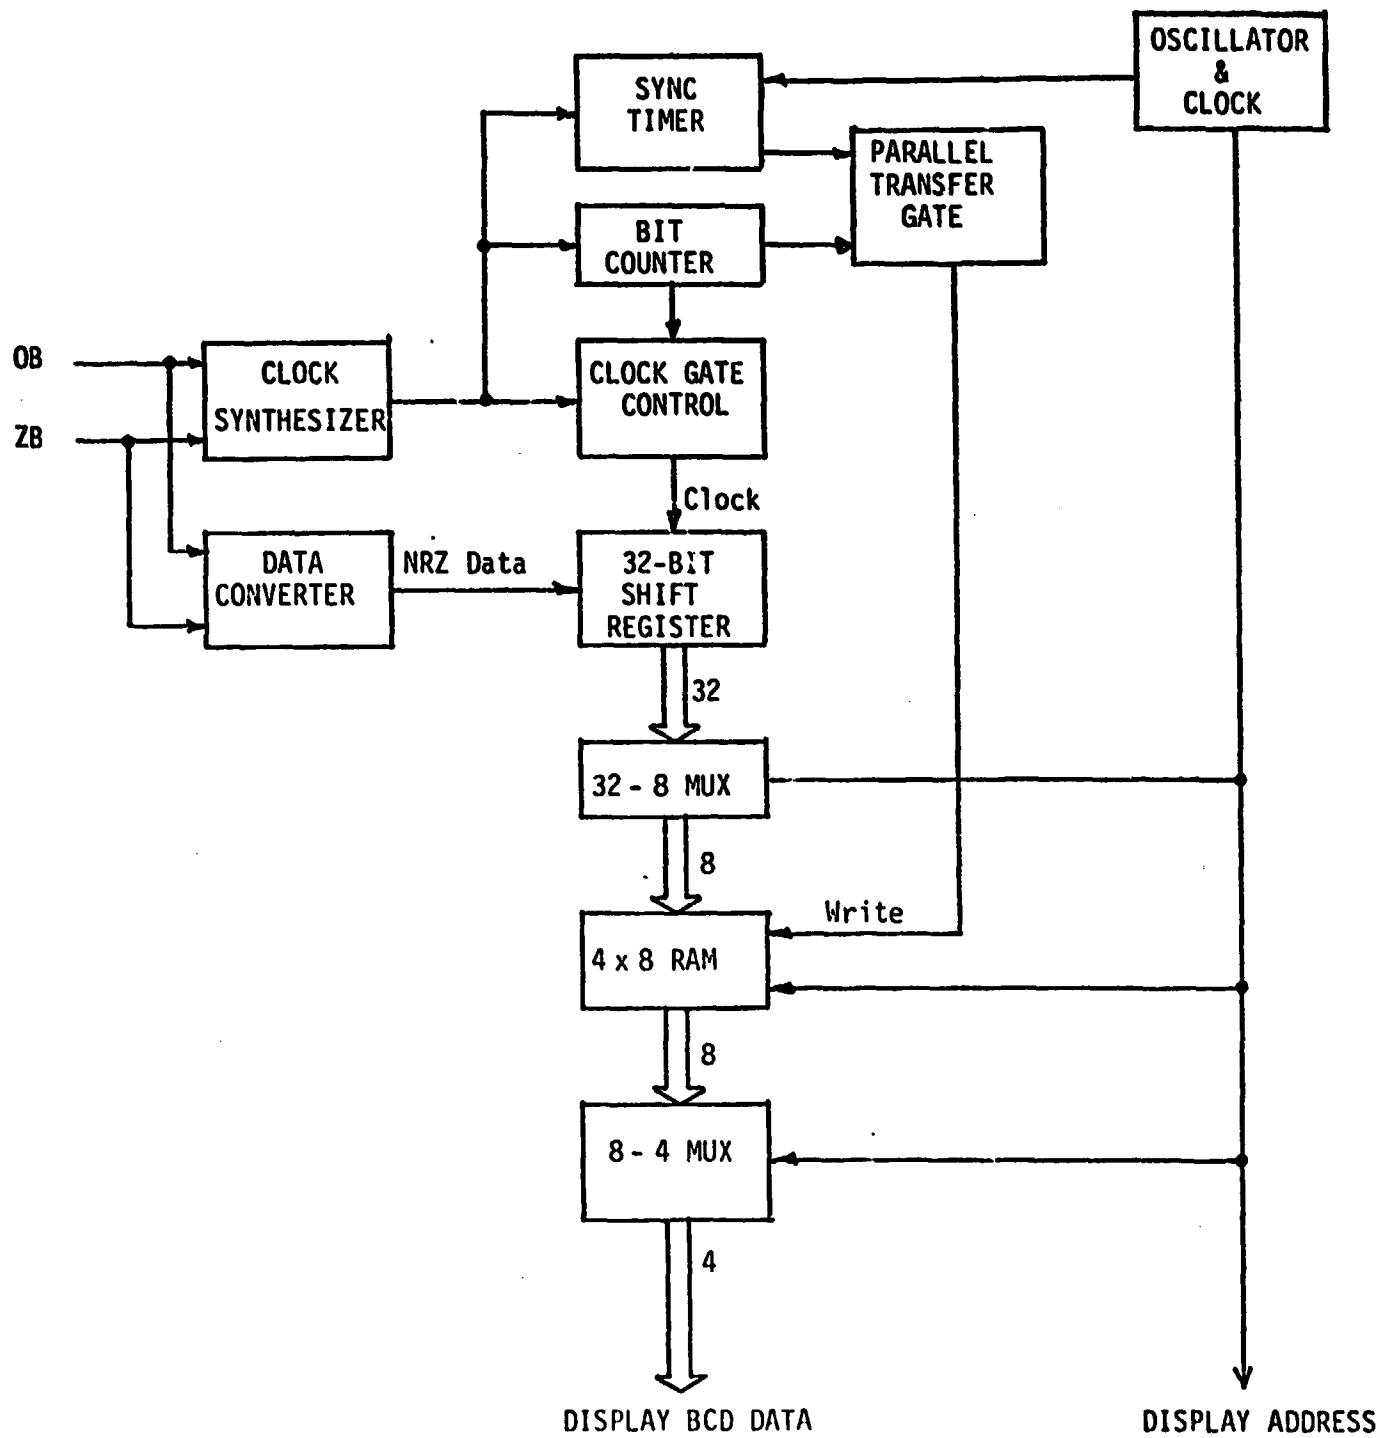 OSCILLATOR
&
CLOCK
SYNC
TIMER
PARALLEL
TRANSFER
GATE
BIT
COUNTER
OB
ZB
CLOCK
SYNTHESIZER
CLOCK GATE
CONTROL
Clock
DATA
CONVERTER
NRZ Data
32-BIT
SHIFT
REGISTER
32
32 - 8 MUX
8
Write
4 x 8 RAM
8
8 - 4 MUX
4
DISPLAY BCD DATA
DISPLAY ADDRESS